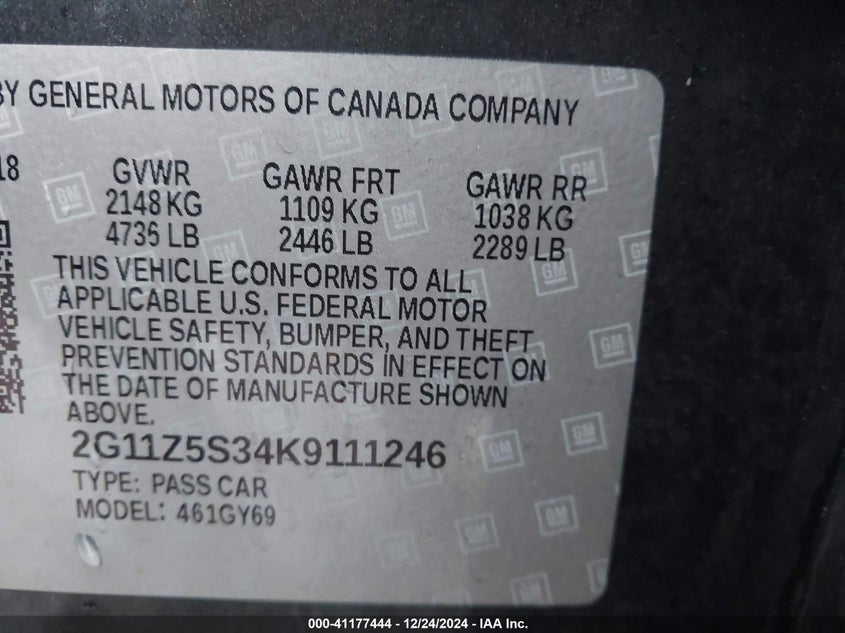 BY GENERAL MOTORS OF CANADA COMPANY
18
GVWR GAWR FRT GAWR RR
2148 KG 1109 KG 1038 KG
4735 LB 2446 LB 2289 LB
THIS VEHICLE CONFORMS TO ALL
APPLICABLE U.S. FEDERAL MOTOR
VEHICLE SAFETY, BUMPER, AND THEFT
PREVENTION STANDARDS IN EFFECT ON
THE DATE OF MANUFACTURE SHOWN
ABOVE.
2G11Z5S34K9111246
TYPE: PASS CAR
MODEL: 461GY69
GM
000-41177444 - 12/24/2024 - IAA Inc.